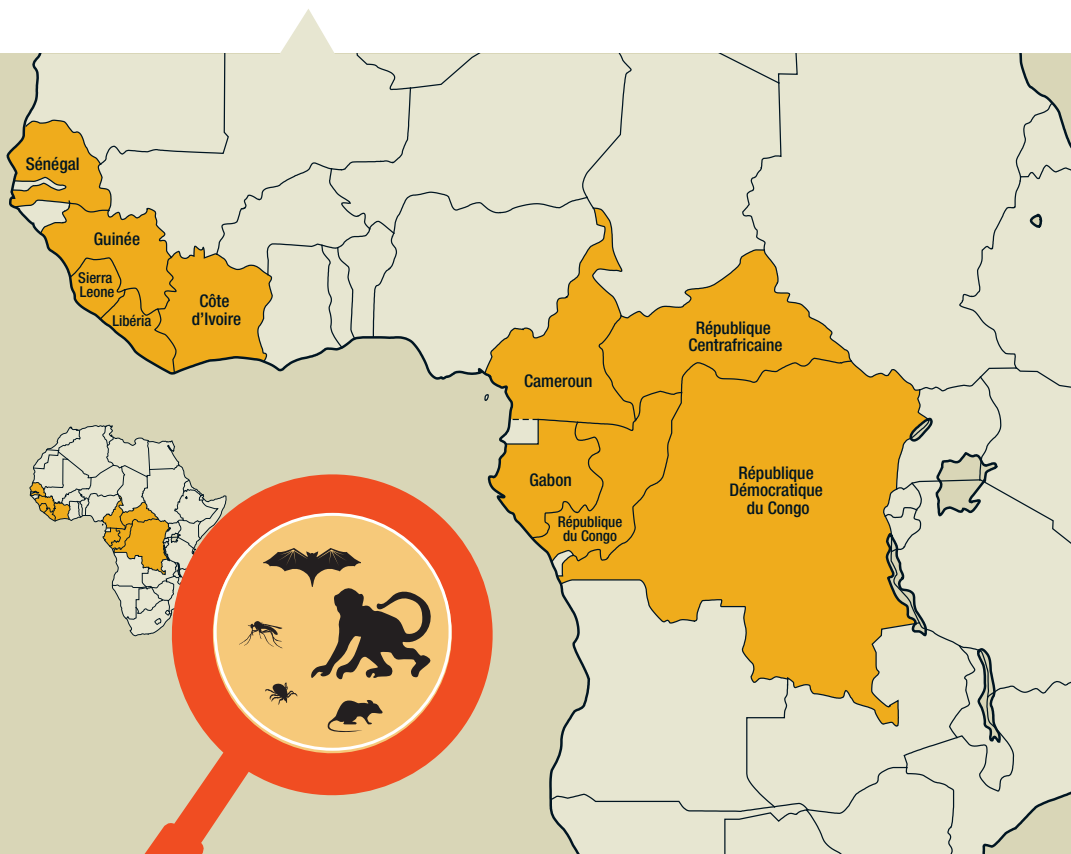 Sénégal
Guinée
Sierra
Leone
Libéria
Côte
d'Ivoire
République
Centrafricaine
Cameroun
Gabon
République
du Congo
République
Démocratique
du Congo